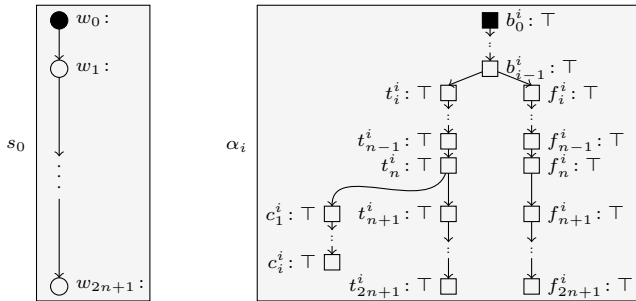 w₀:
w₁:
s₀
⋮
w₂ₙ₊₁:
b₀ⁱ: ⊤
⋮
bᵢ₋₁ⁱ: ⊤
tᵢⁱ: ⊤ fᵢⁱ: ⊤
⋮ ⋮
αᵢ tₙ₋₁ⁱ: ⊤ fₙ₋₁ⁱ: ⊤
tₙⁱ: ⊤ fₙⁱ: ⊤
c₁ⁱ: ⊤ tₙ₊₁ⁱ: ⊤ fₙ₊₁ⁱ: ⊤
⋮ ⋮ ⋮
cᵢⁱ: ⊤
t₂ₙ₊₁ⁱ: ⊤ f₂ₙ₊₁ⁱ: ⊤